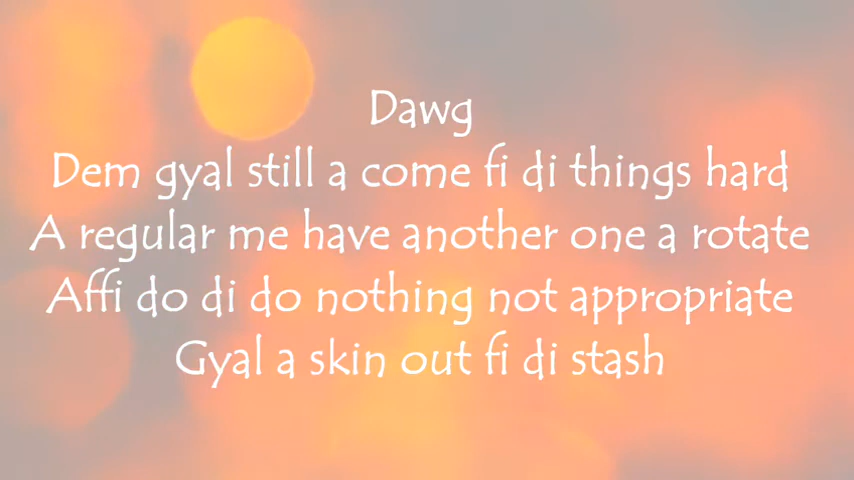 Dawg
Dem gyal still a come fi di things hard
A regular me have another one a rotate
Affi do di do nothing not appropriate
Gyal a skin out fi di stash